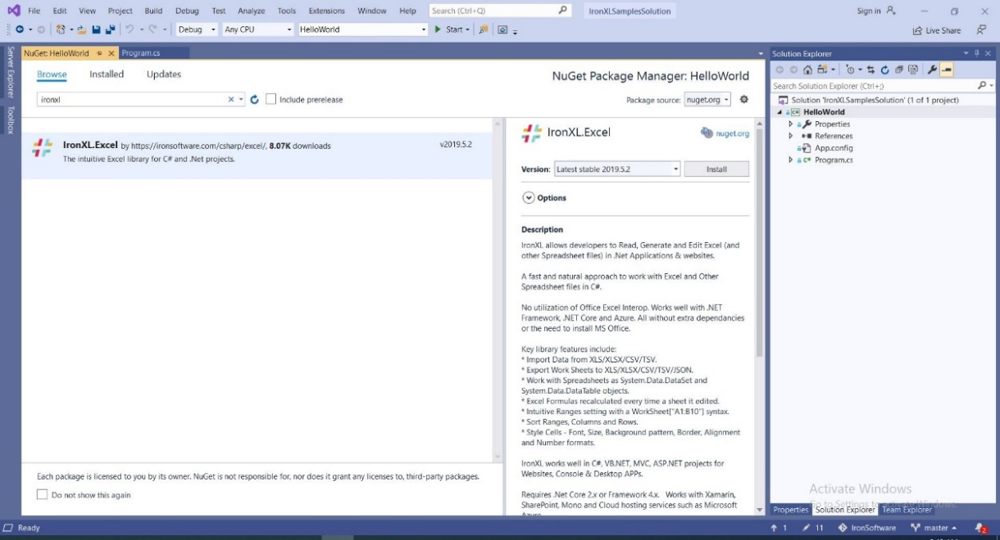 File Edit View Project Build Debug Test Analyze Tools Extensions Window Help Search (Ctrl+Q) IronXLSamplesSolution Sign in
Debug Any CPU HelloWorld Start Live Share
Server Explorer
Toolbox
NuGet: HelloWorld Program.cs
Browse Installed Updates
NuGet Package Manager: HelloWorld
ironxl
Include prerelease
Package source: nuget.org
IronXL.Excel by https://ironsoftware.com/csharp/excel/, 8.07K downloads
v2019.5.2
The intuitive Excel library for C# and .Net projects.
Each package is licensed to you by its owner. NuGet is not responsible for, nor does it grant any licenses to, third-party packages.
Do not show this again
IronXL.Excel
nuget.org
Version: Latest stable 2019.5.2 Install
Options
Description
IronXL allows developers to Read, Generate and Edit Excel (and
other Spreadsheet files) in .Net Applications & websites.
A fast and natural approach to work with Excel and Other
Spreadsheet files in C#.
No utilization of Office Excel Interop. Works well with .NET
Framework, .NET Core and Azure. All without extra dependancies
or the need to install MS Office.
Key library features include:
* Import Data from XLS/XLSX/CSV/TSV.
* Export Work Sheets to XLS/XLSX/CSV/TSV/JSON.
* Work with Spreadsheets as System.Data.DataSet and
System.Data.DataTable objects.
* Excel Formulas recalculated every time a sheet it edited.
* Intuitive Ranges setting with a WorkSheet["A1:B10"] syntax.
* Sort Ranges, Columns and Rows.
* Style Cells - Font, Size, Background pattern, Border, Alignment
and Number formats.
IronXL works well in C#, VB.NET, MVC, ASP.NET projects for
Websites, Console & Desktop APPs.
Requires .Net Core 2.x or Framework 4.x. Works with Xamarin,
SharePoint, Mono and Cloud hosting services such as Microsoft
Azure
Solution Explorer
Search Solution Explorer (Ctrl+;)
Solution 'IronXLSamplesSolution' (1 of 1 project)
C# HelloWorld
Properties
References
App.config
C# Program.cs
Activate Windows
Go to Settings to activate Windows.
Properties Solution Explorer Team Explorer
Ready
1 11 IronSoftware master 2